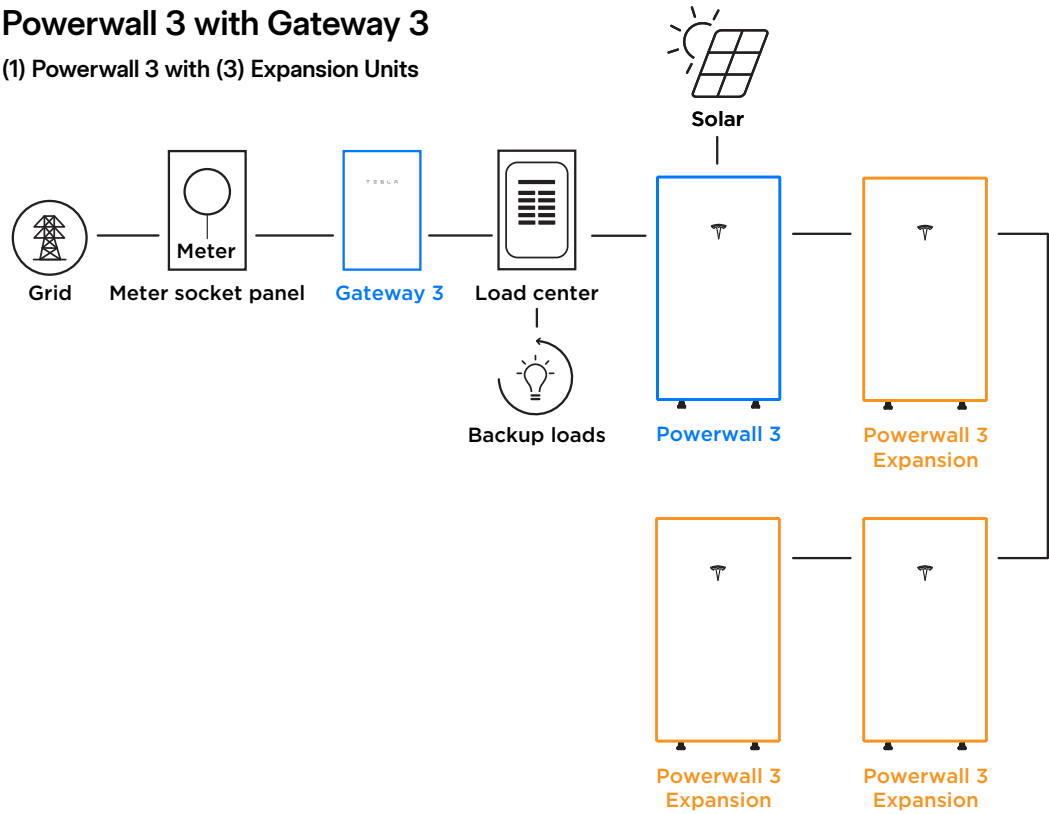 Powerwall 3 with Gateway 3
(1) Powerwall 3 with (3) Expansion Units
Solar
TESLA
Meter
Grid
Meter socket panel
Gateway 3
Load center
Backup loads
Powerwall 3
Powerwall 3
Expansion
Powerwall 3
Expansion
Powerwall 3
Expansion